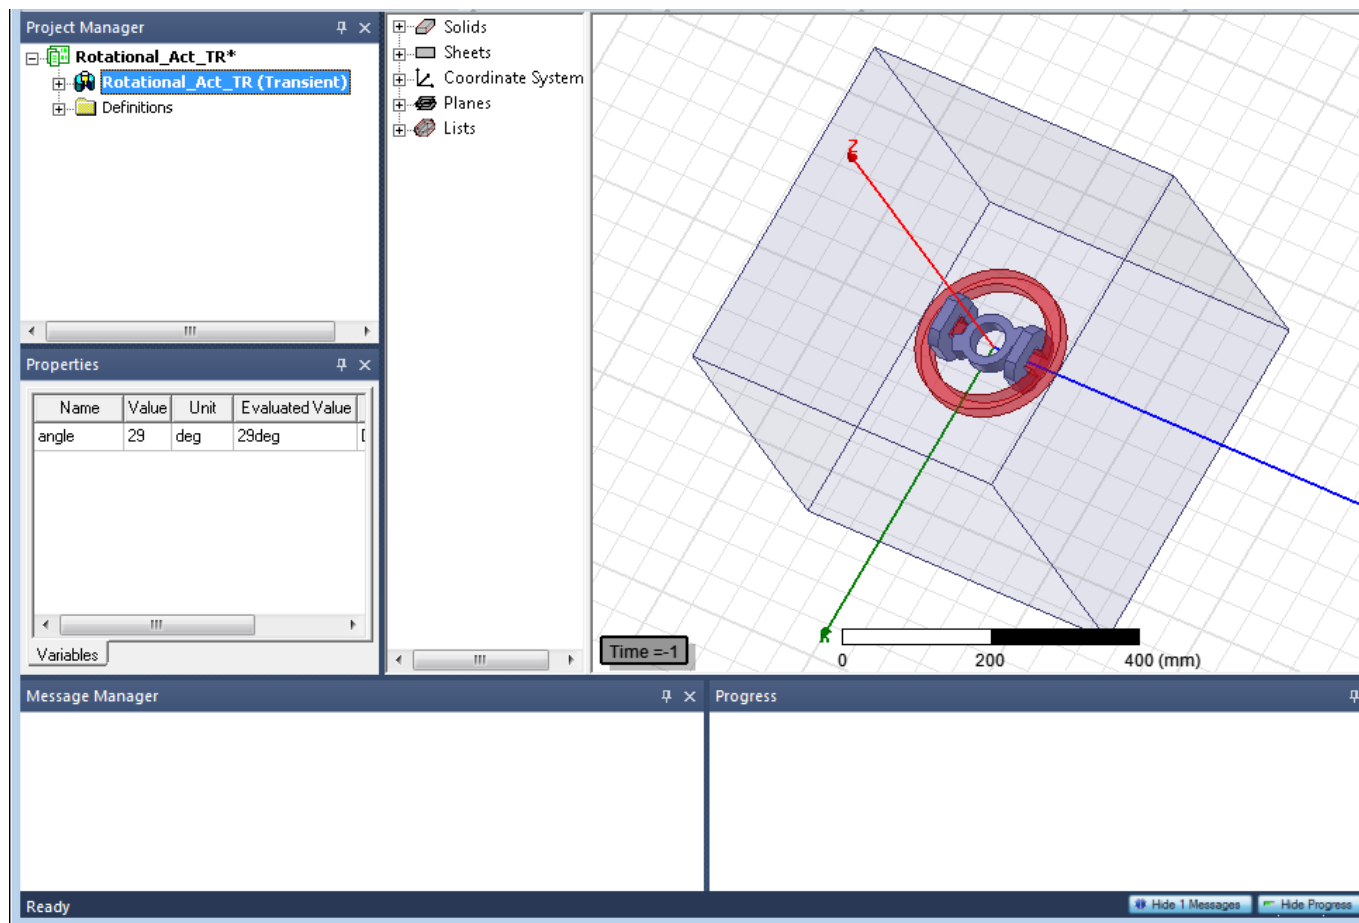 Project Manager
Rotational_Act_TR*
Rotational_Act_TR (Transient)
Definitions
Properties
Name Value Unit Evaluated Value
angle 29 deg 29deg
Variables
Solids
Sheets
Coordinate System
Planes
Lists
Z
Time =-1
0 200 400 (mm)
Message Manager
Progress
Ready
Hide 1 Messages
Hide Progress